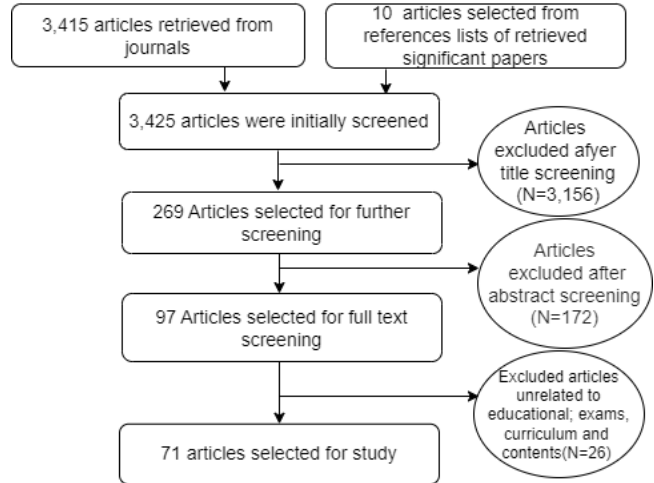 3,415 articles retrieved from
journals
10 articles selected from
references lists of retrieved
significant papers
3,425 articles were initially screened
Articles
excluded afyer
title screening
(N=3,156)
269 Articles selected for further
screening
Articles
excluded after
abstract screening
(N=172)
97 Articles selected for full text
screening
Excluded articles
unrelated to
educational; exams,
curriculum and
contents(N=26)
71 articles selected for study